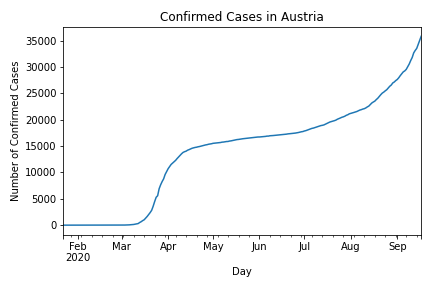 Confirmed Cases in Austria
Number of Confirmed Cases
35000
30000
25000
20000
15000
10000
5000
0
Feb Mar Apr May Jun Jul Aug Sep
2020
Day